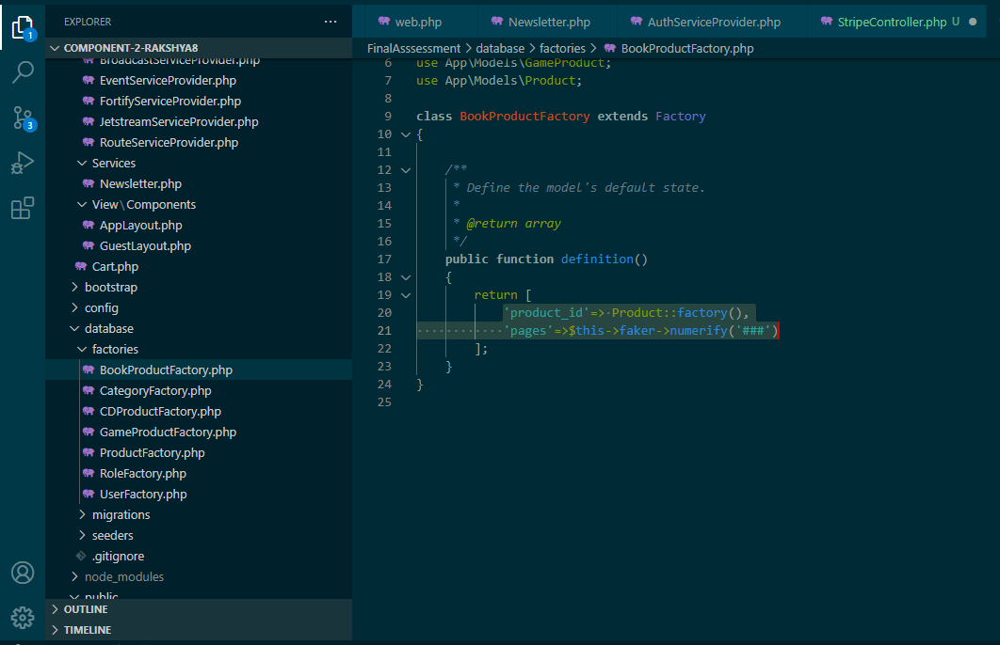 EXPLORER
...
web.php
Newsletter.php
AuthServiceProvider.php
StripeController.php U
COMPONENT-2-RAKSHYA8
FinalAsssessment > database > factories > BookProductFactory.php
1
3
BroadcastServiceProvider.php
EventServiceProvider.php
FortifyServiceProvider.php
JetstreamServiceProvider.php
RouteServiceProvider.php
Services
Newsletter.php
View\Components
AppLayout.php
GuestLayout.php
Cart.php
bootstrap
config
database
factories
BookProductFactory.php
CategoryFactory.php
CDProductFactory.php
GameProductFactory.php
ProductFactory.php
RoleFactory.php
UserFactory.php
migrations
seeders
.gitignore
node_modules
public
OUTLINE
TIMELINE
6 use App\Models\GameProduct;
7 use App\Models\Product;
8
9 class BookProductFactory extends Factory
10 {
11
12 /**
13 * Define the model's default state.
14 *
15 * @return array
16 */
17 public function definition()
18 {
19 return [
20 'product_id'=>·Product::factory(),
21 ············'pages'=>$this->faker->numerify('###')
22 ];
23 }
24 }
25